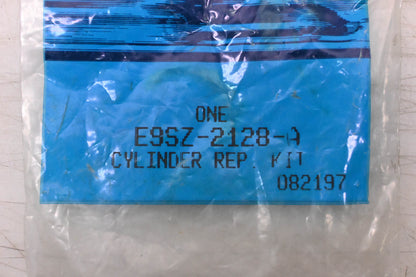 ONE
E9SZ-2128-A
CYLINDER REP. KIT
082197